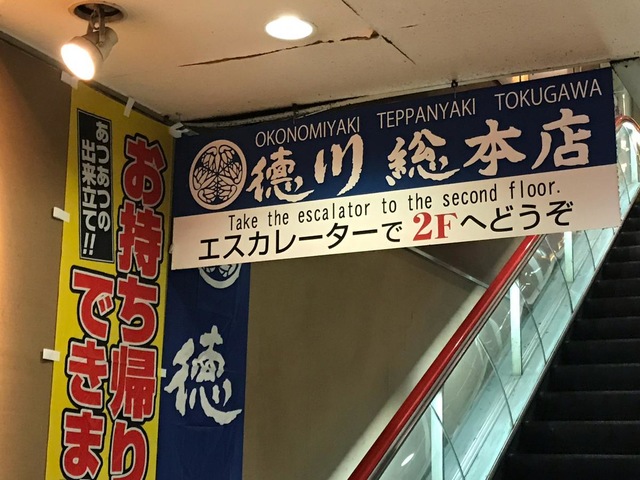 OKONOMIYAKI TEPPANYAKI TOKUGAWA
徳川 総本店
Take the escalator to the second floor.
エスカレーターで 2Fへどうぞ
あつあつの
出来立て!!
お持ち帰り
できま
徳